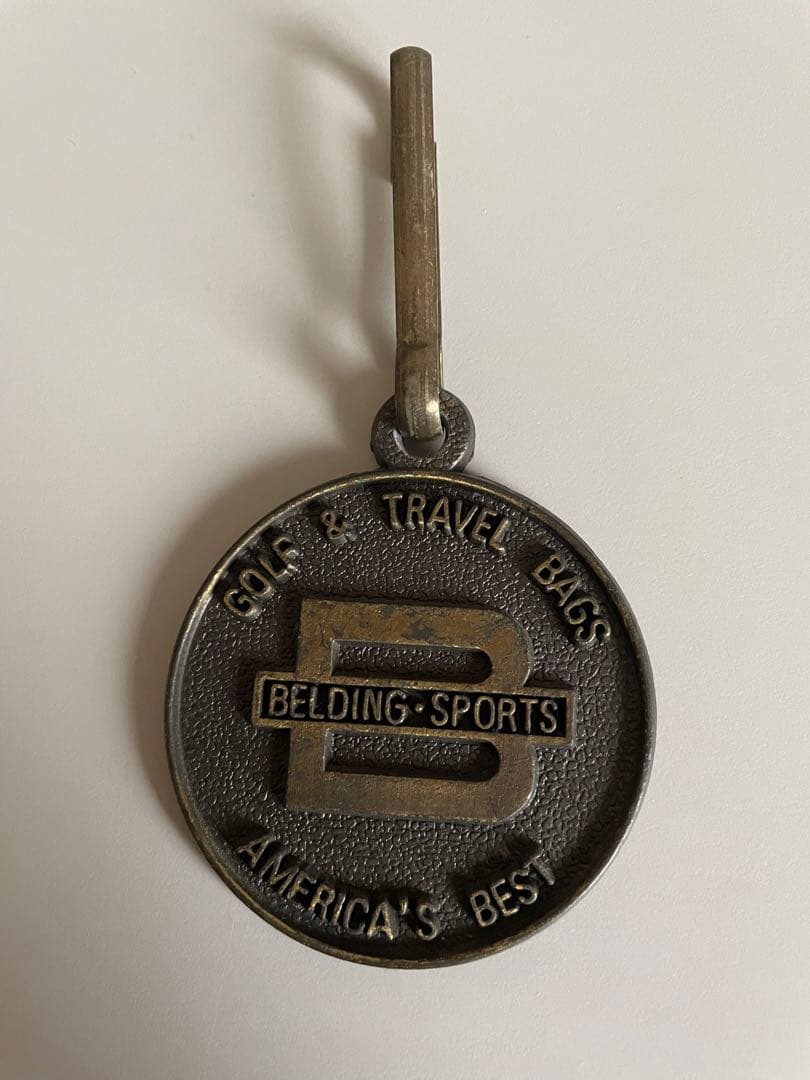 GOLF & TRAVEL BAGS
B
BELDING·SPORTS
AMERICA'S BEST